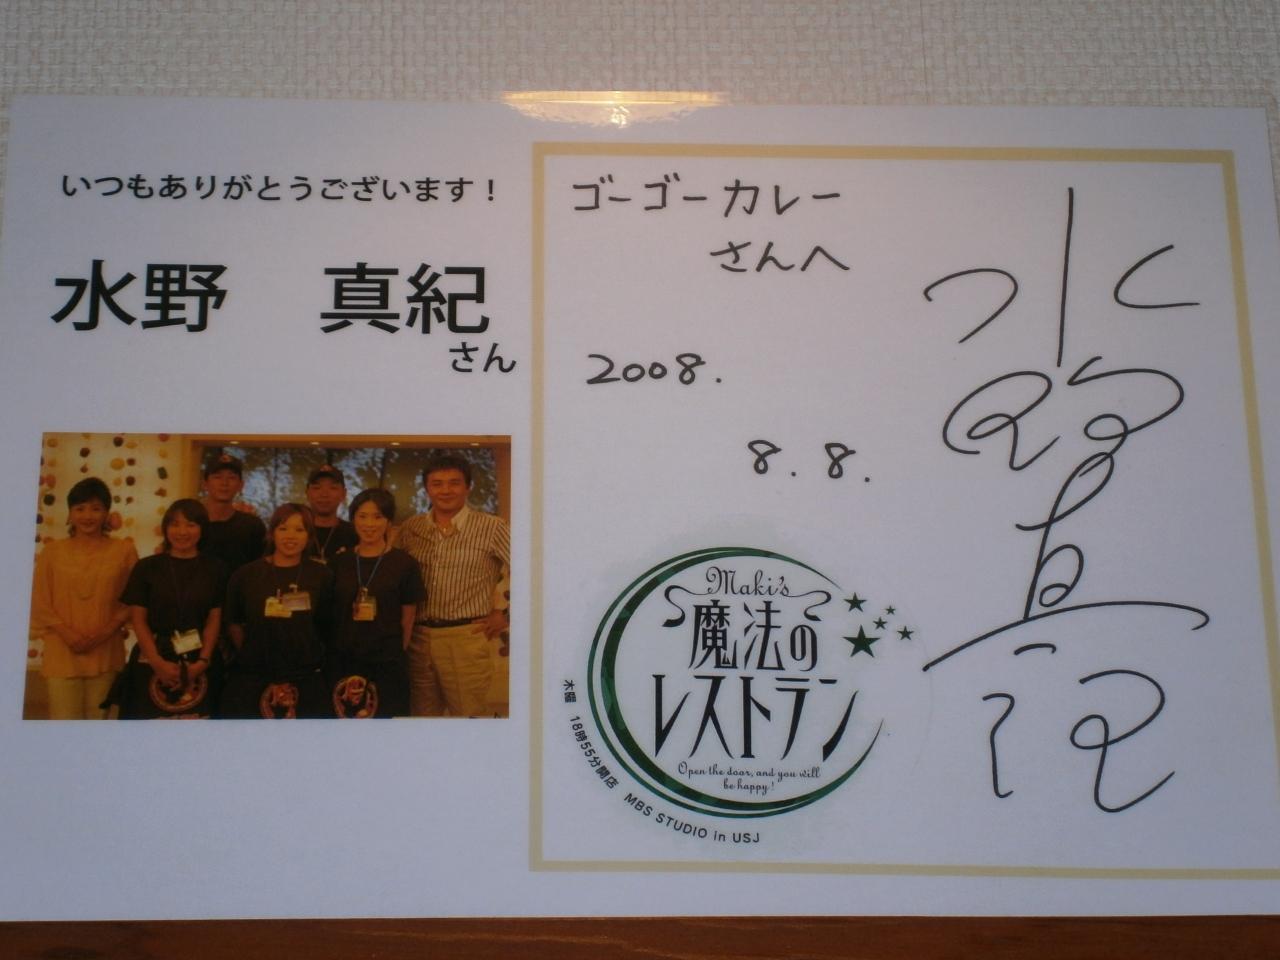 いつもありがとうございます！
水野　真紀
さん
ゴーゴーカレー
さんへ
2008.
8.8.
水野真紀
Maki's
魔法の
レストラン
Open the door, and you will
be happy!
木曜 18時55分開店 MBS STUDIO in USJ